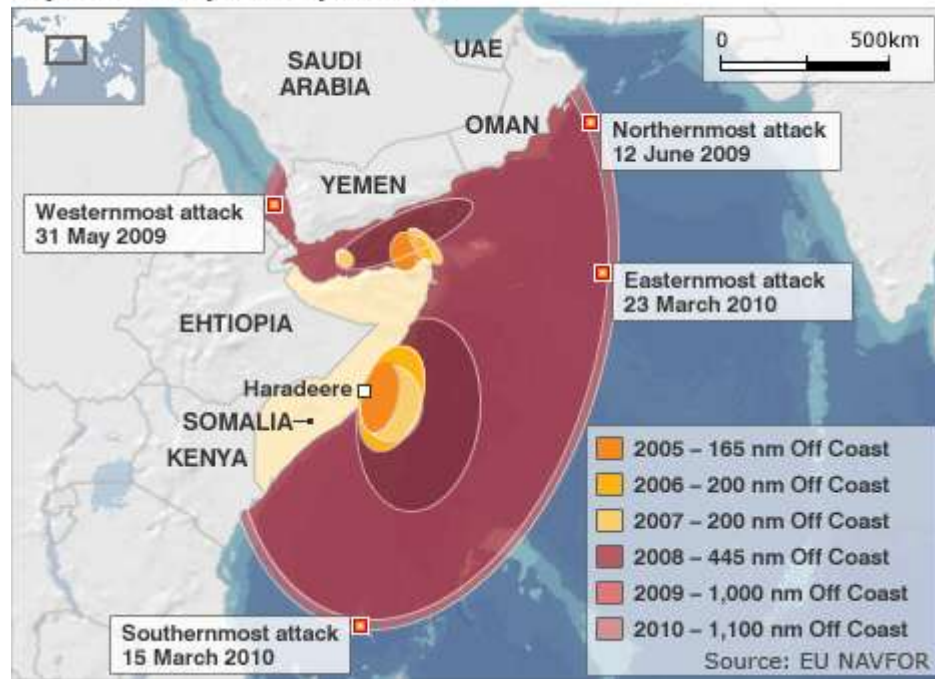 0 500km
UAE
SAUDI
ARABIA
OMAN
Northernmost attack
12 June 2009
YEMEN
Westernmost attack
31 May 2009
Easternmost attack
23 March 2010
EHTIOPIA
Haradeere
SOMALIA
KENYA
2005 – 165 nm Off Coast
2006 – 200 nm Off Coast
2007 – 200 nm Off Coast
2008 – 445 nm Off Coast
2009 – 1,000 nm Off Coast
2010 – 1,100 nm Off Coast
Southernmost attack
15 March 2010
Source: EU NAVFOR